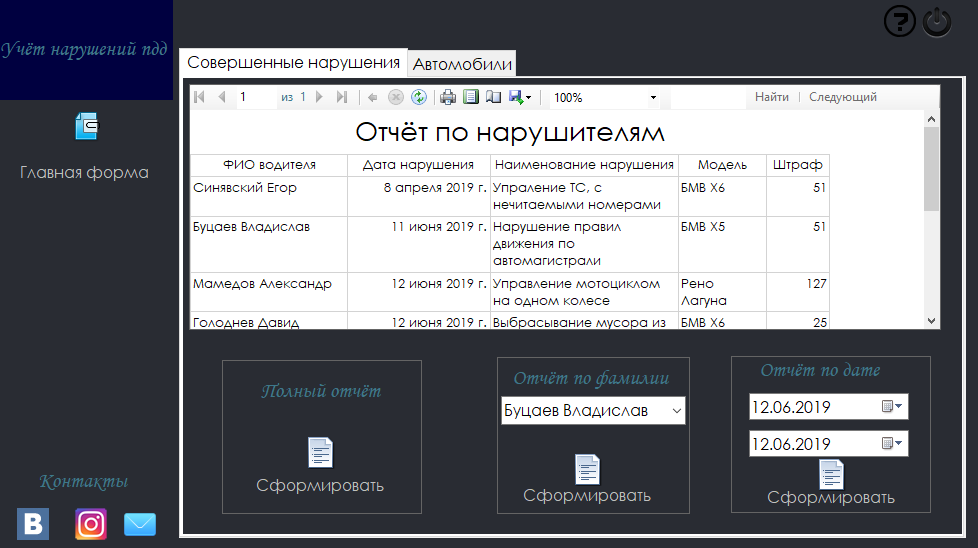 Учёт нарушений пдд
?
Совершенные нарушения
Автомобили
1 из 1 100% Найти Следующий
Отчёт по нарушителям
ФИО водителя Дата нарушения Наименование нарушения Модель Штраф
Синявский Егор 8 апреля 2019 г. Упраление ТС, с БМВ X6 51
нечитаемыми номерами
Буцаев Владислав 11 июня 2019 г. Нарушение правил БМВ X5 51
движения по
автомагистрали
Мамедов Александр 12 июня 2019 г. Управление мотоциклом Рено 127
на одном колесе Лагуна
Голоднев Давид 12 июня 2019 г. Выбрасывание мусора из БМВ X6 25
Главная форма
Полный отчёт
Сформировать
Отчёт по фамилии
Буцаев Владислав
Сформировать
Отчёт по дате
12.06.2019
12.06.2019
Сформировать
Контакты
В